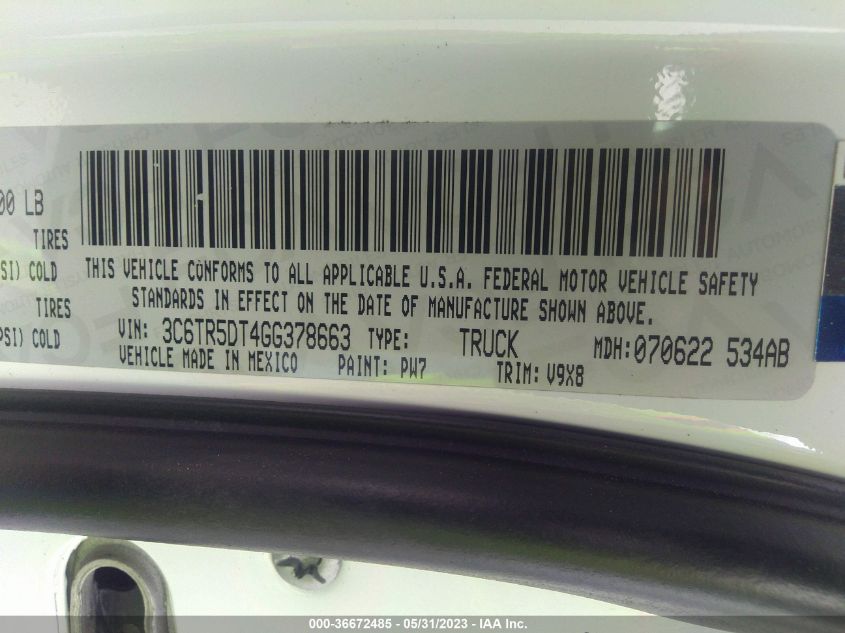 00 LB
TIRES
SI) COLD
TIRES
PSI) COLD
THIS VEHICLE CONFORMS TO ALL APPLICABLE U.S.A. FEDERAL MOTOR VEHICLE SAFETY
STANDARDS IN EFFECT ON THE DATE OF MANUFACTURE SHOWN ABOVE.
VIN: 3C6TR5DT4GG378663 TYPE: TRUCK MDH:070622 534AB
VEHICLE MADE IN MEXICO PAINT: PW7 TRIM: V9X8
000-36672485 - 05/31/2023 - IAA Inc.